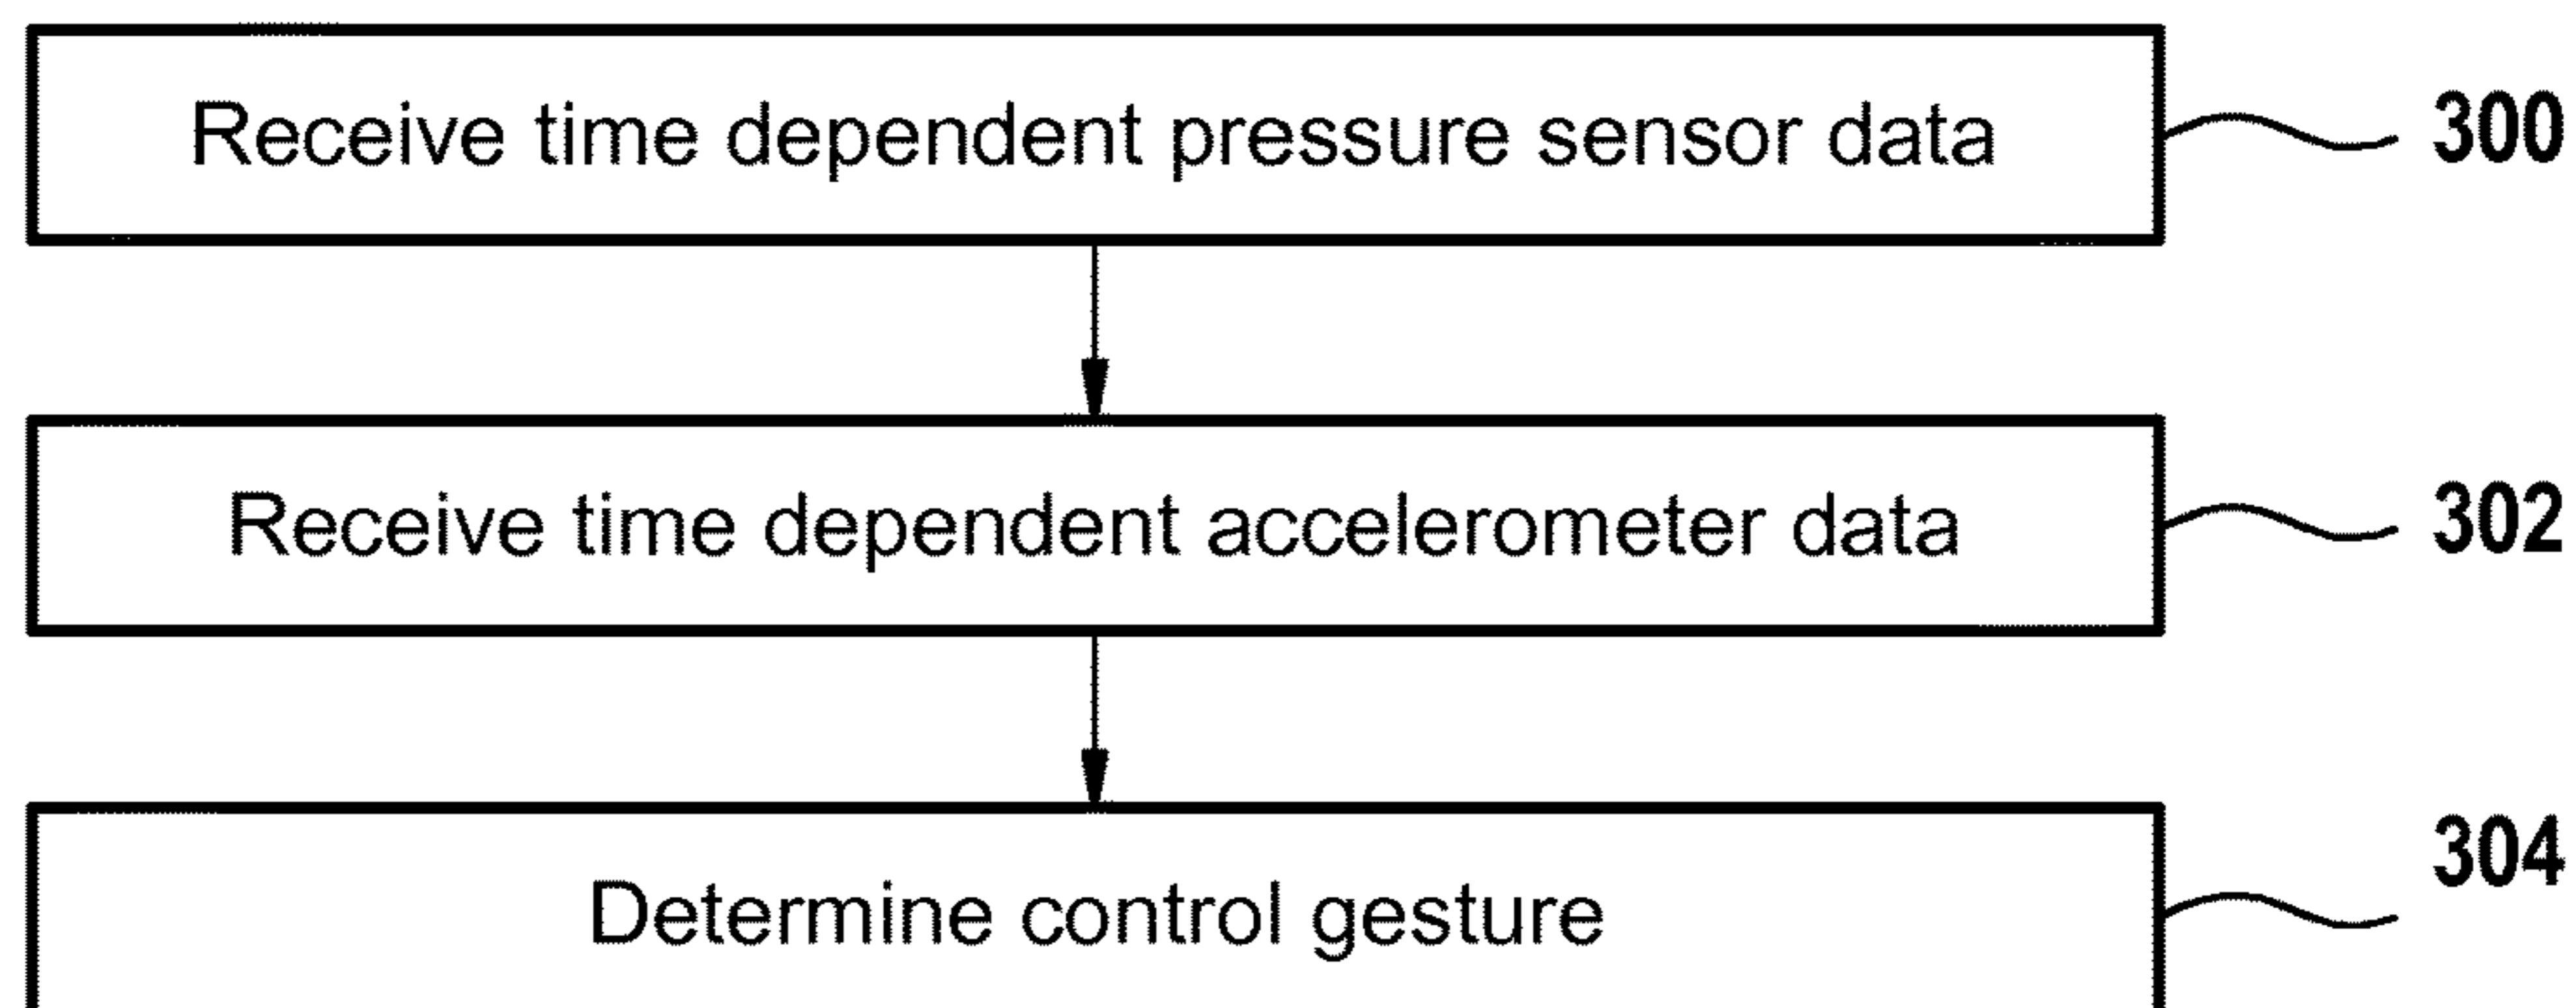 Receive time dependent pressure sensor data 300
Receive time dependent accelerometer data 302
Determine control gesture 304